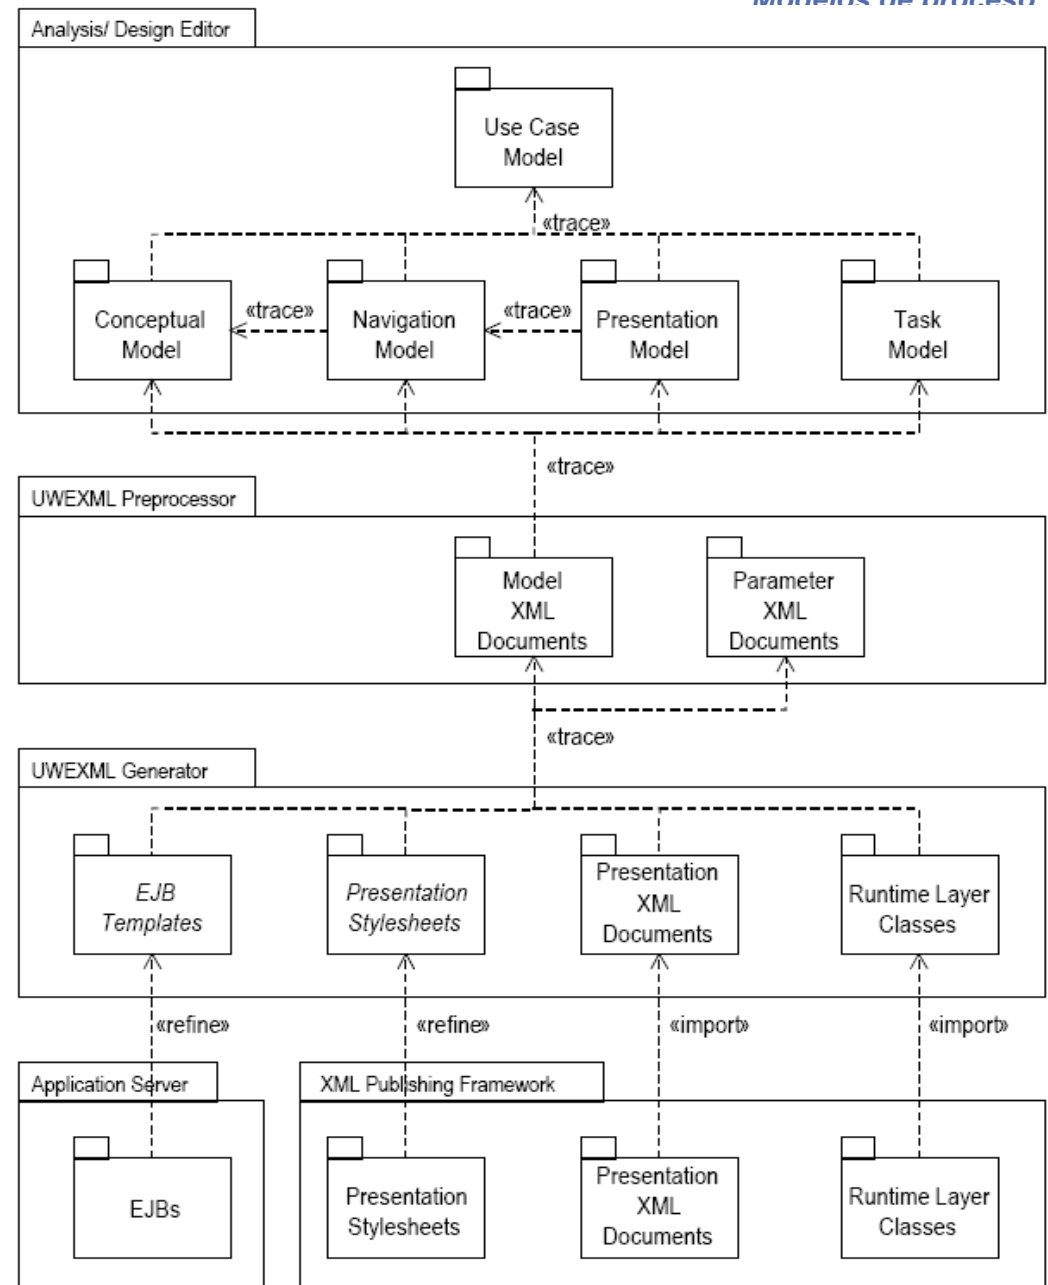 Modelos de proceso
Analysis/ Design Editor
Use Case
Model
«trace»
Conceptual
Model
«trace»
Navigation
Model
«trace»
Presentation
Model
Task
Model
«trace»
UWEXML Preprocessor
Model
XML
Documents
Parameter
XML
Documents
«trace»
UWEXML Generator
EJB
Templates
Presentation
Stylesheets
Presentation
XML
Documents
Runtime Layer
Classes
«refine»
«refine»
«import»
«import»
Application Server
XML Publishing Framework
EJBs
Presentation
Stylesheets
Presentation
XML
Documents
Runtime Layer
Classes